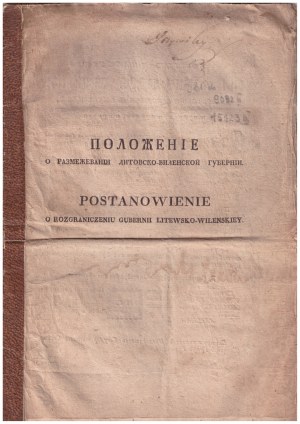 ПОЛОЖЕНІЕ
О РАЗМЕЖЕВАНІИ ЛИТОВСКО-ВИЛЕНСКОЙ ГУБЕРНІИ.
POSTANOWIENIE
O ROZGRANICZENIU GUBERNII LITEWSKO-WILENSKIEY.